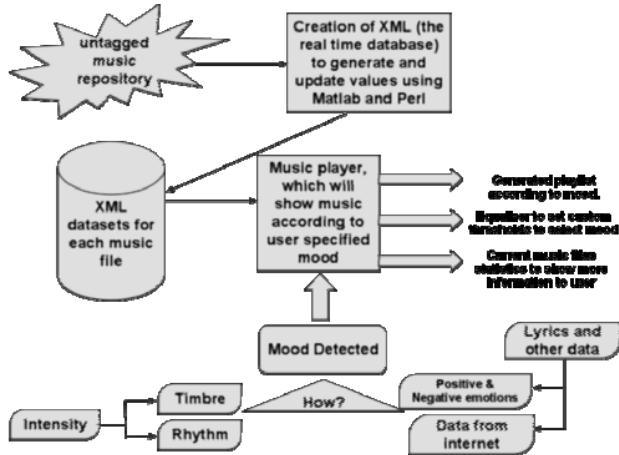 untagged
music
repository
Creation of XML (the
real time database)
to generate and
update values using
Matlab and Perl
XML
datasets for
each music
file
Music player,
which will
show music
according to
user specified
mood
Generated playlist
according to mood.
Equalizer to set custom
thresholds to select mood
Current music files
statistics to show more
information to user
Mood Detected
How?
Intensity
Timbre
Rhythm
Lyrics and
other data
Positive &
Negative emotions
Data from
internet